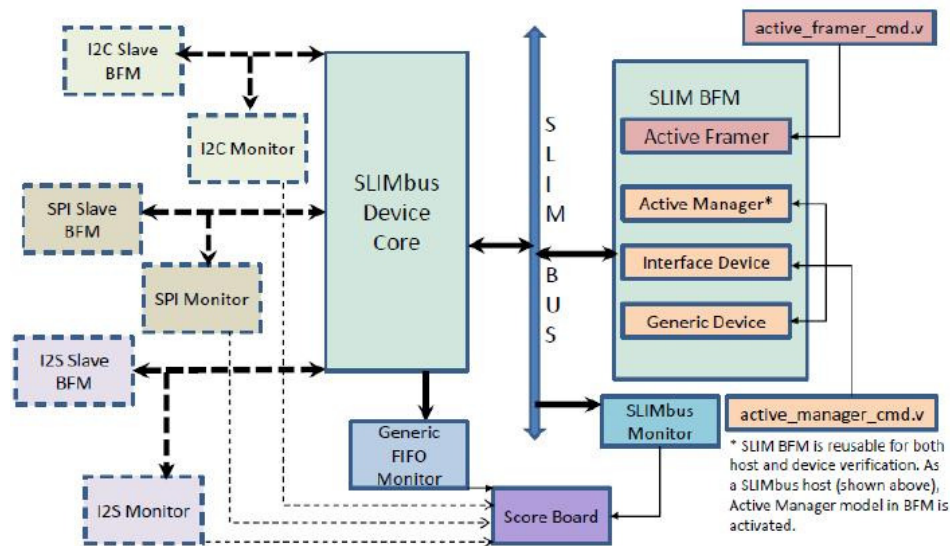 active_framer_cmd.v
I2C Slave
BFM
I2C Monitor
SPI Slave
BFM
SPI Monitor
I2S Slave
BFM
I2S Monitor
SLIMbus
Device
Core
Generic
FIFO
Monitor
SLIM BUS
SLIM BFM
Active Framer
Active Manager*
Interface Device
Generic Device
SLIMbus
Monitor
Score Board
active_manager_cmd.v
* SLIM BFM is reusable for both
host and device verification. As
a SLIMbus host (shown above),
Active Manager model in BFM is
activated.